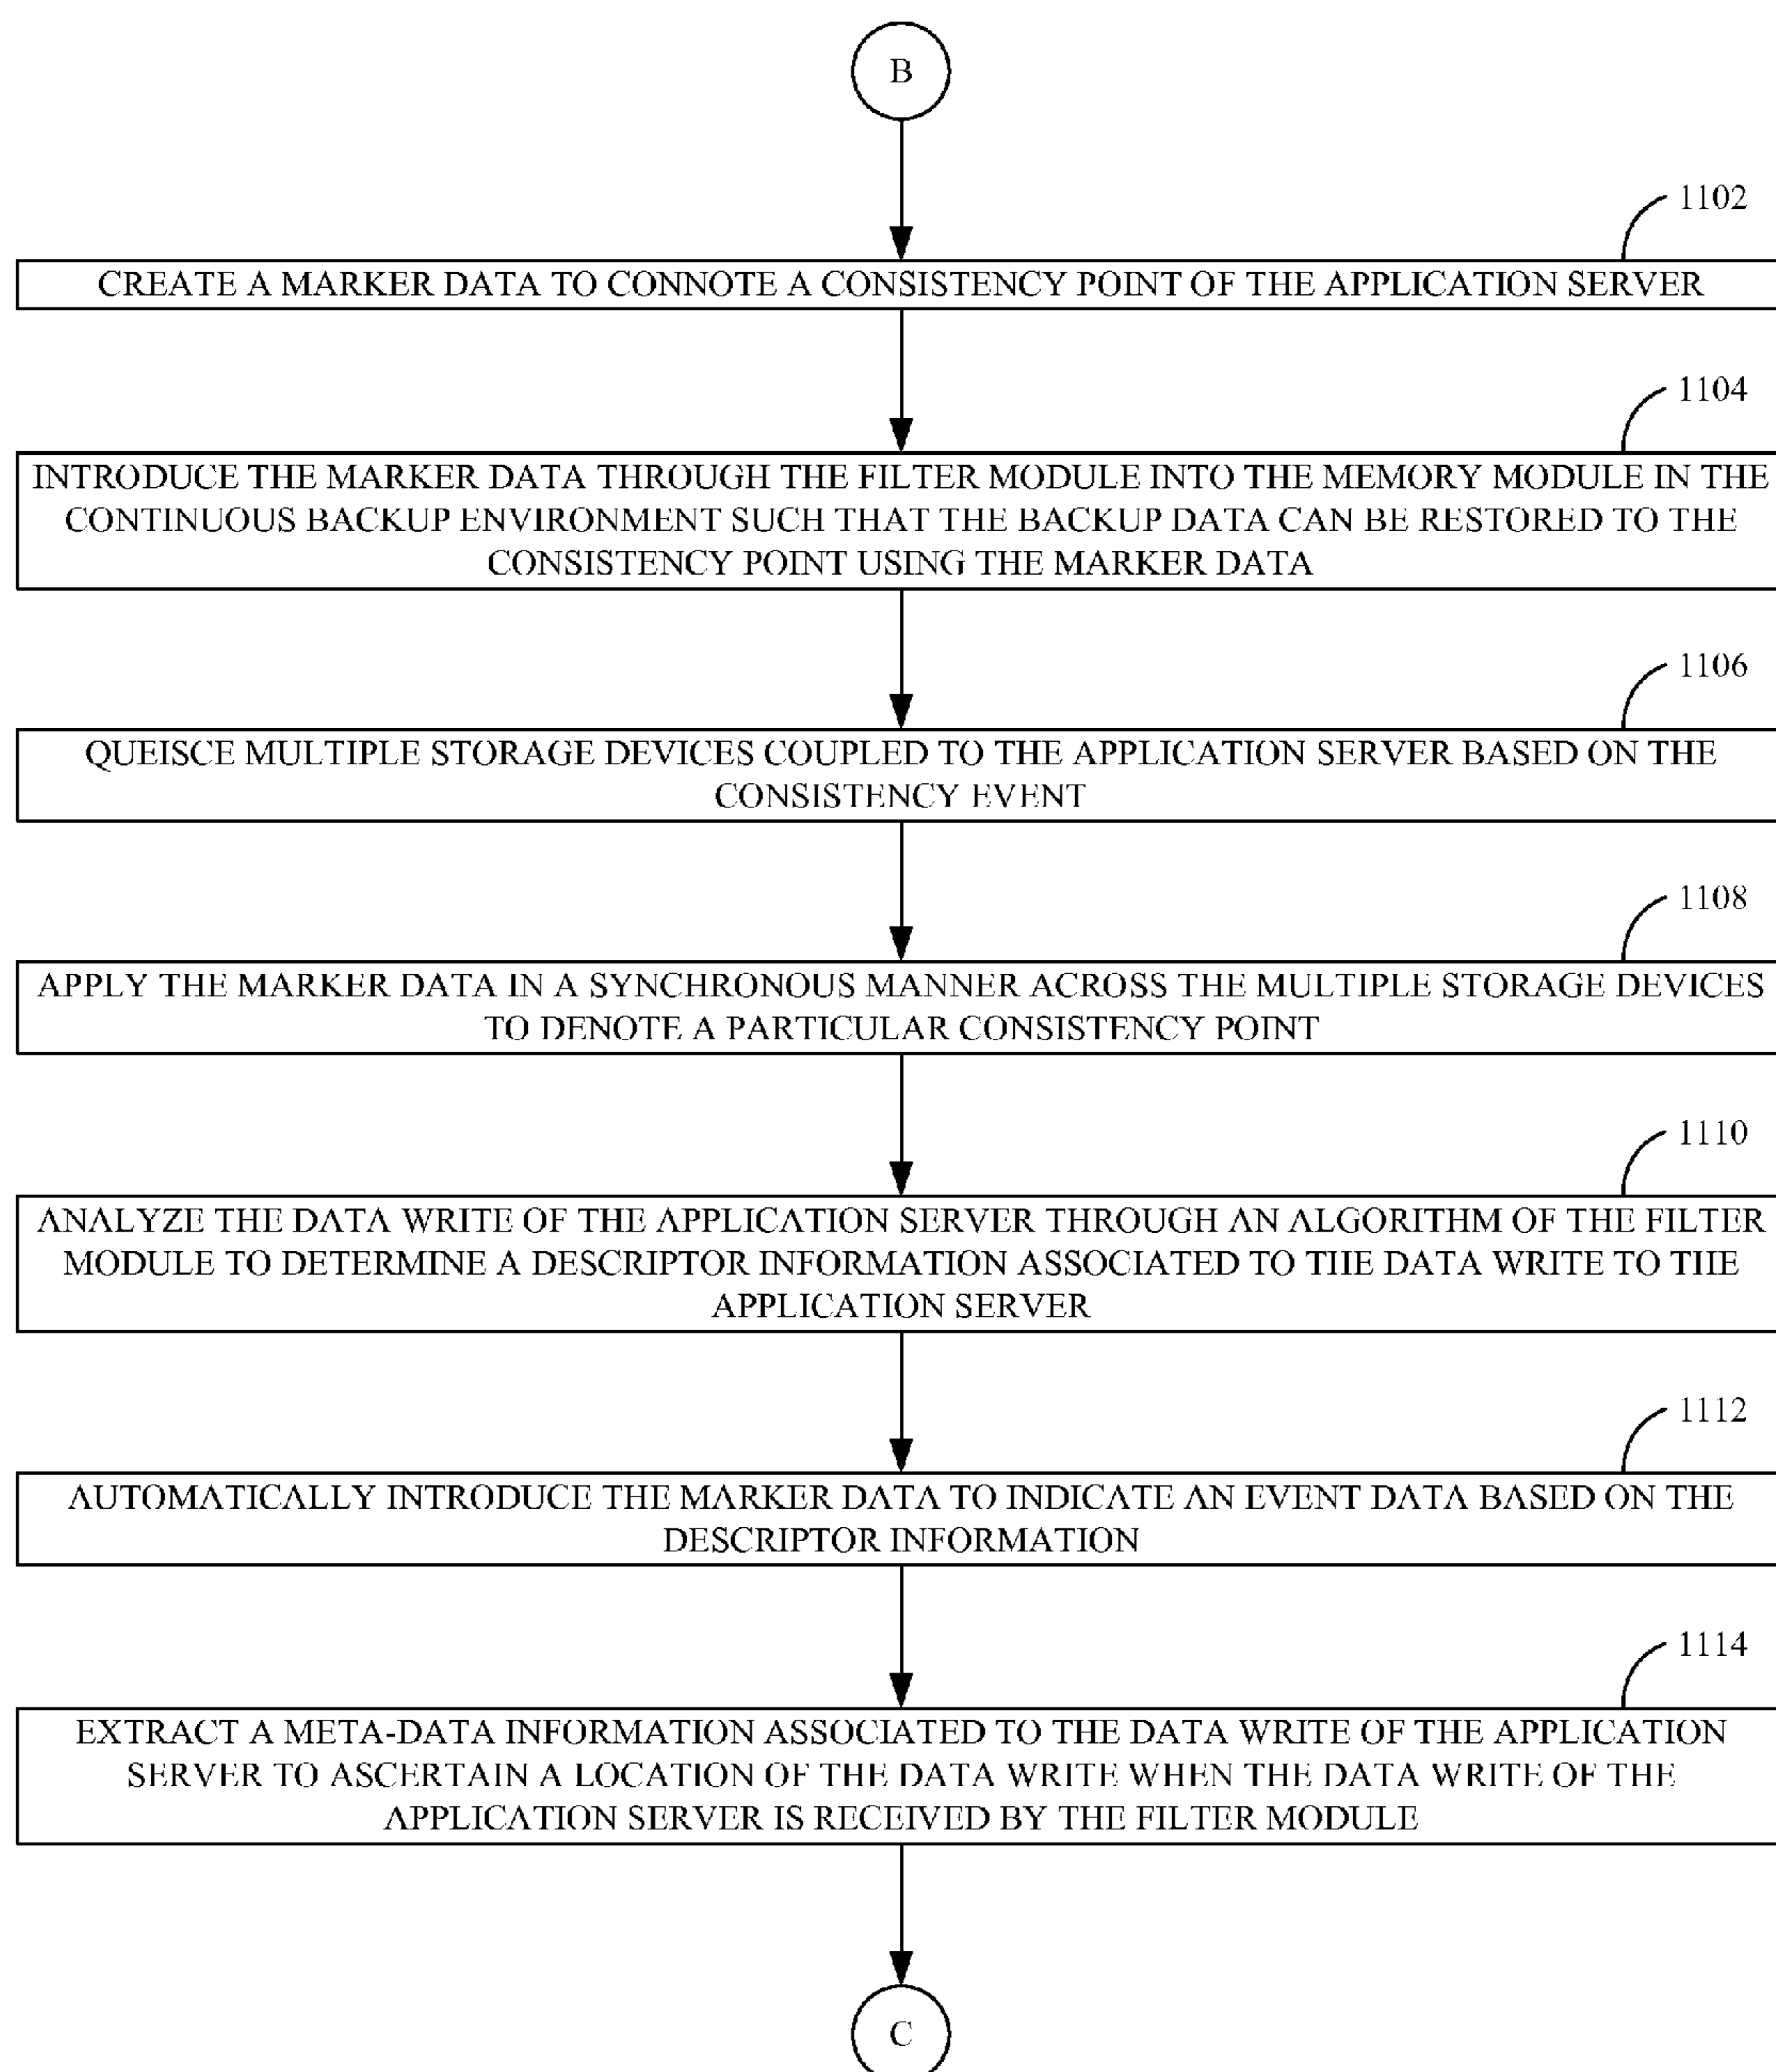 B
1102
CREATE A MARKER DATA TO CONNOTE A CONSISTENCY POINT OF THE APPLICATION SERVER
1104
INTRODUCE THE MARKER DATA THROUGH THE FILTER MODULE INTO THE MEMORY MODULE IN THE
CONTINUOUS BACKUP ENVIRONMENT SUCH THAT THE BACKUP DATA CAN BE RESTORED TO THE
CONSISTENCY POINT USING THE MARKER DATA
1106
QUEISCE MULTIPLE STORAGE DEVICES COUPLED TO THE APPLICATION SERVER BASED ON THE
CONSISTENCY EVENT
1108
APPLY THE MARKER DATA IN A SYNCHRONOUS MANNER ACROSS THE MULTIPLE STORAGE DEVICES
TO DENOTE A PARTICULAR CONSISTENCY POINT
1110
ANALYZE THE DATA WRITE OF THE APPLICATION SERVER THROUGH AN ALGORITHM OF THE FILTER
MODULE TO DETERMINE A DESCRIPTOR INFORMATION ASSOCIATED TO THE DATA WRITE TO THE
APPLICATION SERVER
1112
AUTOMATICALLY INTRODUCE THE MARKER DATA TO INDICATE AN EVENT DATA BASED ON THE
DESCRIPTOR INFORMATION
1114
EXTRACT A META-DATA INFORMATION ASSOCIATED TO THE DATA WRITE OF THE APPLICATION
SERVER TO ASCERTAIN A LOCATION OF THE DATA WRITE WHEN THE DATA WRITE OF THE
APPLICATION SERVER IS RECEIVED BY THE FILTER MODULE
C